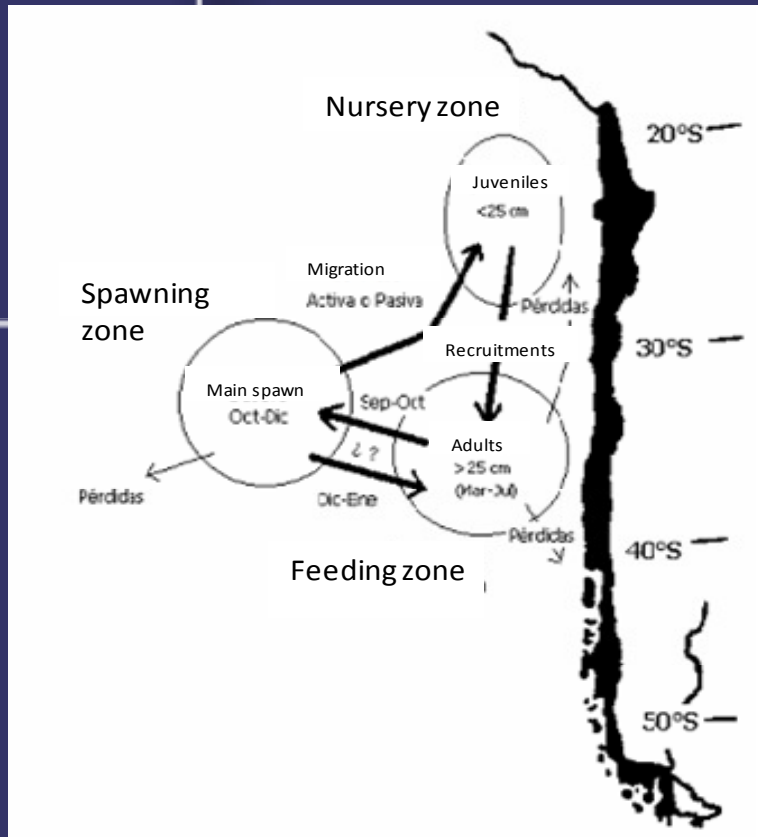 Nursery zone
20°S
Juveniles
<25 cm
Migration
Activa o Pasiva
Pérdidas
Spawning
zone
30°S
Recruitments
Main spawn
Oct-Dic
Sep-Oct
Adults
> 25 cm
(Mar-Jul)
¿ ?
Pérdidas
Dic-Ene
Pérdidas
40°S
Feeding zone
50°S